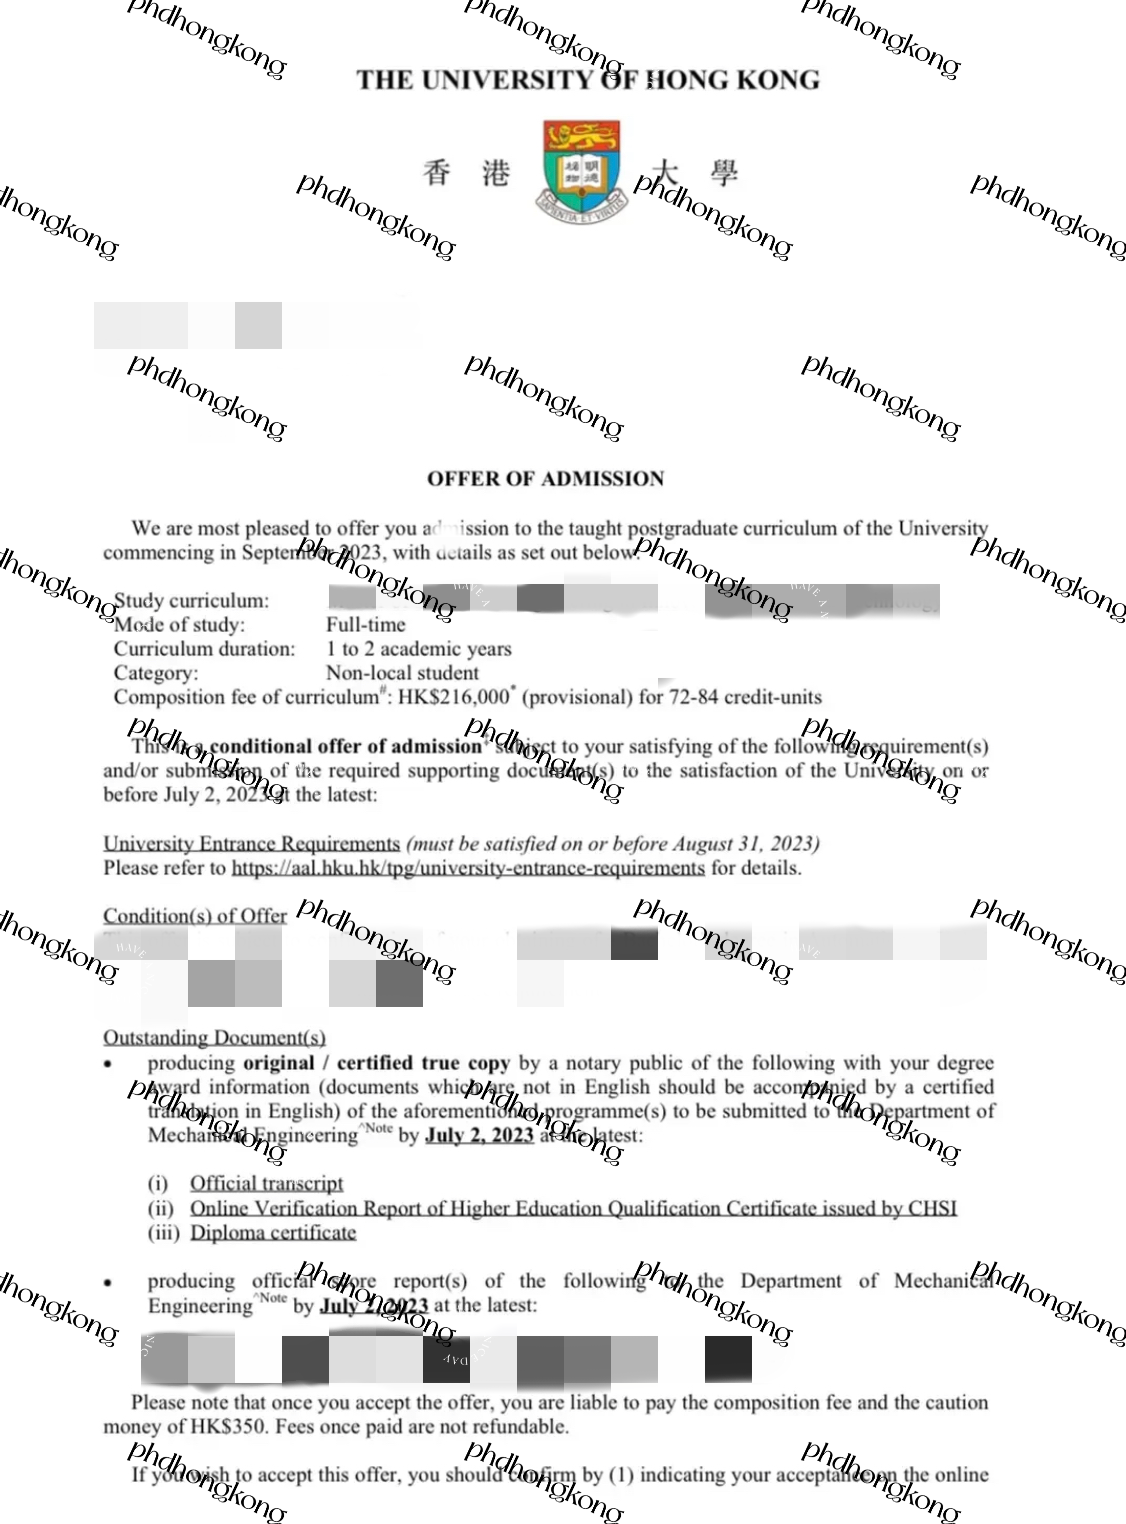 phdhongkong phdhongkong phdhongkong
THE UNIVERSITY OF HONG KONG
香 港 大 學
SAPIENTIA ET VIRTUS
phdhongkong phdhongkong phdhongkong phdhongkong
phdhongkong phdhongkong phdhongkong
OFFER OF ADMISSION
We are most pleased to offer you admission to the taught postgraduate curriculum of the University
commencing in September 2023, with details as set out below:
phdhongkong phdhongkong phdhongkong phdhongkong
Study curriculum:
Mode of study: Full-time
Curriculum duration: 1 to 2 academic years
Category: Non-local student
Composition fee of curriculum#: HK$216,000* (provisional) for 72-84 credit-units
phdhongkong phdhongkong phdhongkong
This is a conditional offer of admission subject to your satisfying of the following requirement(s)
and/or submission of the required supporting document(s) to the satisfaction of the University on or
before July 2, 2023 at the latest:
University Entrance Requirements (must be satisfied on or before August 31, 2023)
Please refer to https://aal.hku.hk/tpg/university-entrance-requirements for details.
Condition(s) of Offer
phdhongkong phdhongkong phdhongkong phdhongkong
Outstanding Document(s)
• producing original / certified true copy by a notary public of the following with your degree
award information (documents which are not in English should be accompanied by a certified
translation in English) of the aforementioned programme(s) to be submitted to the Department of
Mechanical Engineering^Note by July 2, 2023 at the latest:
phdhongkong phdhongkong phdhongkong
(i) Official transcript
(ii) Online Verification Report of Higher Education Qualification Certificate issued by CHSI
(iii) Diploma certificate
• producing official score report(s) of the following to the Department of Mechanical
Engineering^Note by July 2, 2023 at the latest:
phdhongkong phdhongkong phdhongkong phdhongkong
Please note that once you accept the offer, you are liable to pay the composition fee and the caution
money of HK$350. Fees once paid are not refundable.
If you wish to accept this offer, you should confirm by (1) indicating your acceptance on the online
phdhongkong phdhongkong phdhongkong